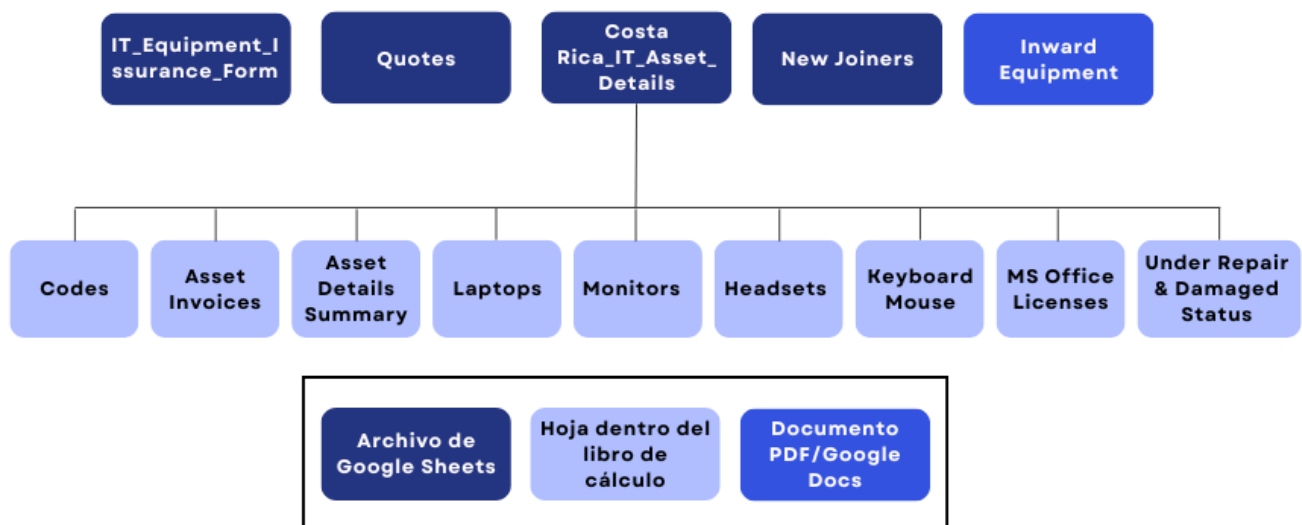 IT_Equipment_I
ssurance_Form
Quotes
Costa
Rica_IT_Asset_
Details
New Joiners
Inward
Equipment
Codes
Asset
Invoices
Asset
Details
Summary
Laptops
Monitors
Headsets
Keyboard
Mouse
MS Office
Licenses
Under Repair
& Damaged
Status
Archivo de
Google Sheets
Hoja dentro del
libro de
cálculo
Documento
PDF/Google
Docs